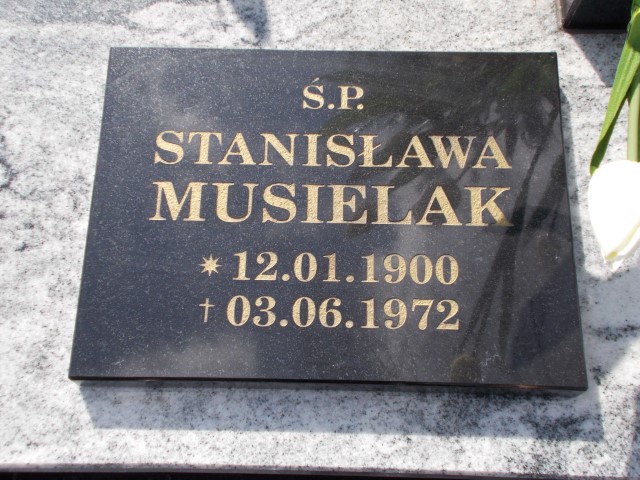 Ś.P.
STANISŁAWA
MUSIELAK
* 12.01.1900
† 03.06.1972